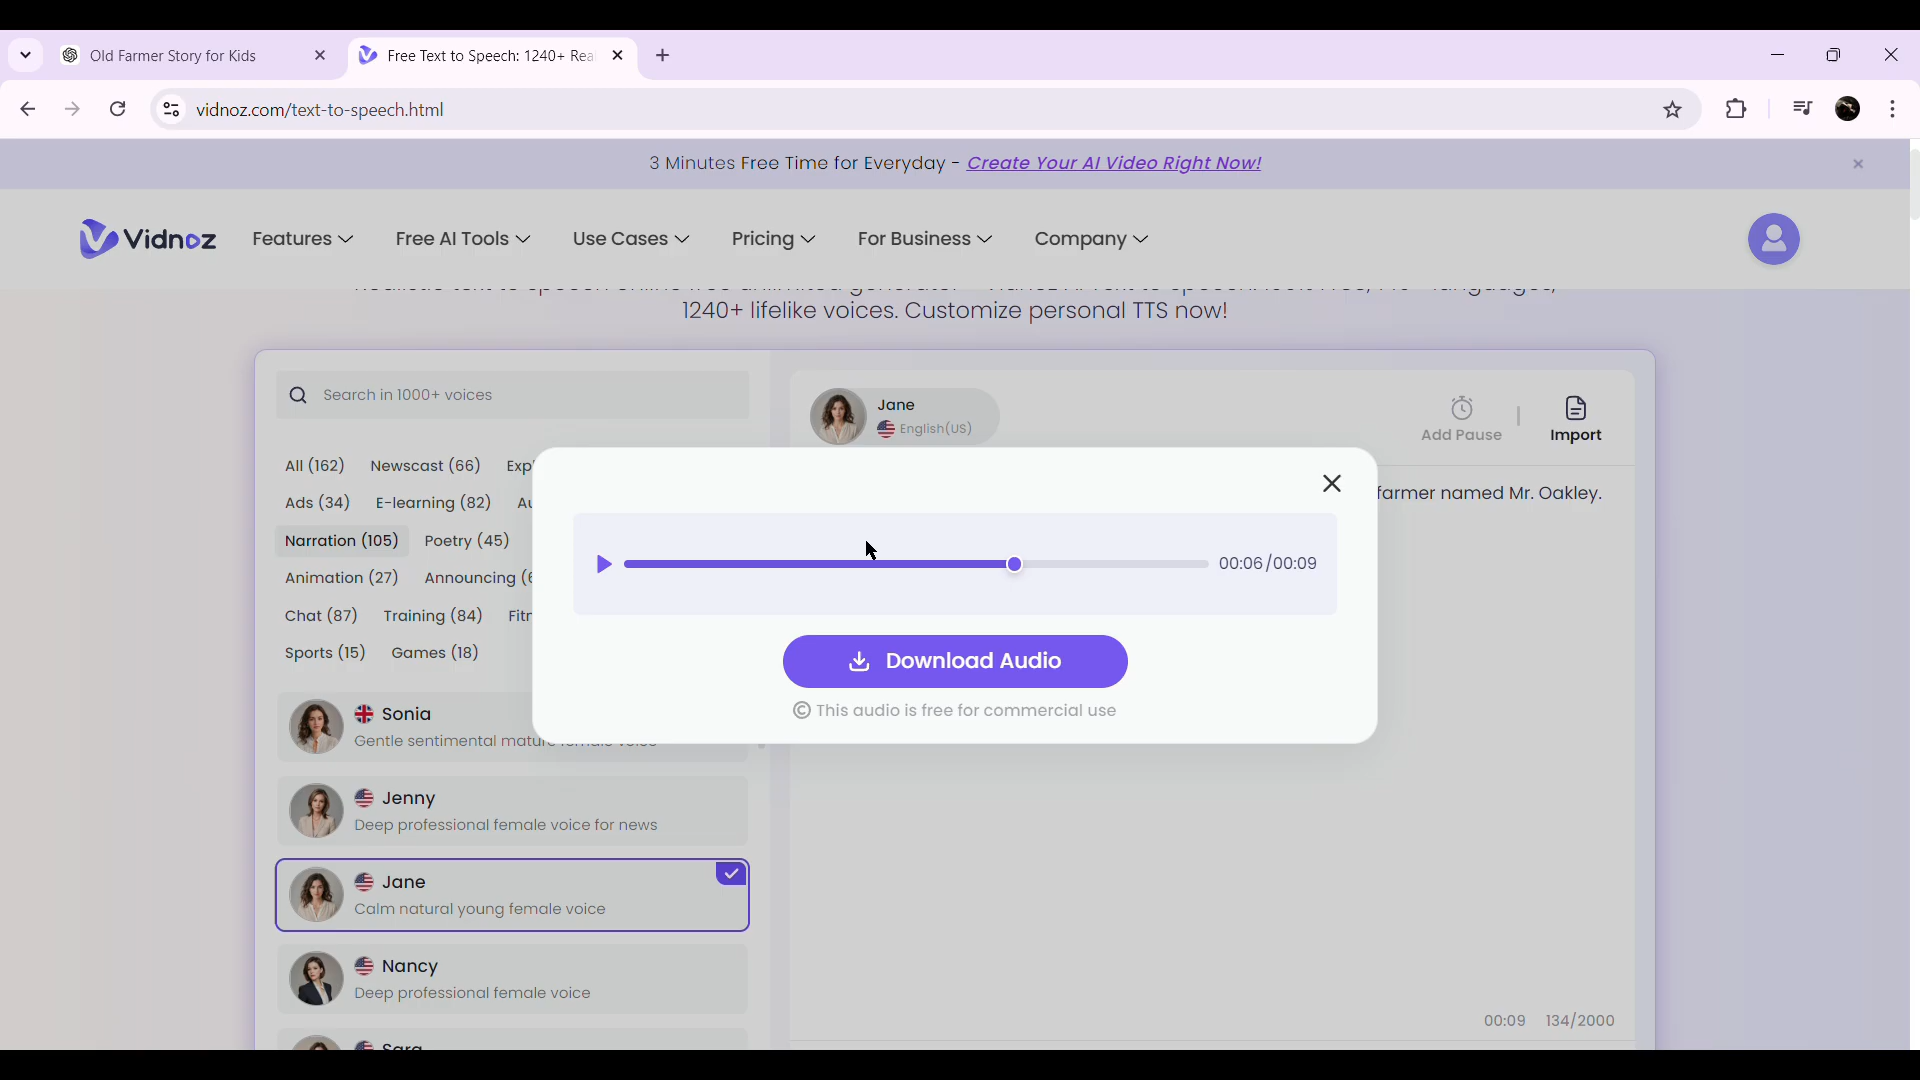 Old Farmer Story for Kids
Free Text to Speech: 1240+ Rea
vidnoz.com/text-to-speech.html
3 Minutes Free Time for Everyday - Create Your AI Video Right Now!
Vidnoz
Features
Free AI Tools
Use Cases
Pricing
For Business
Company
1240+ lifelike voices. Customize personal TTS now!
Search in 1000+ voices
Jane
English(US)
Add Pause
Import
All (162) Newscast (66) Exp
Ads (34) E-learning (82) Au
Narration (105) Poetry (45)
Animation (27) Announcing (6
Chat (87) Training (84) Fitn
Sports (15) Games (18)
farmer named Mr. Oakley.
00:06/00:09
Download Audio
© This audio is free for commercial use
Sonia
Gentle sentimental mature female voice
Jenny
Deep professional female voice for news
Jane
Calm natural young female voice
Nancy
Deep professional female voice
Sara
00:09 134/2000